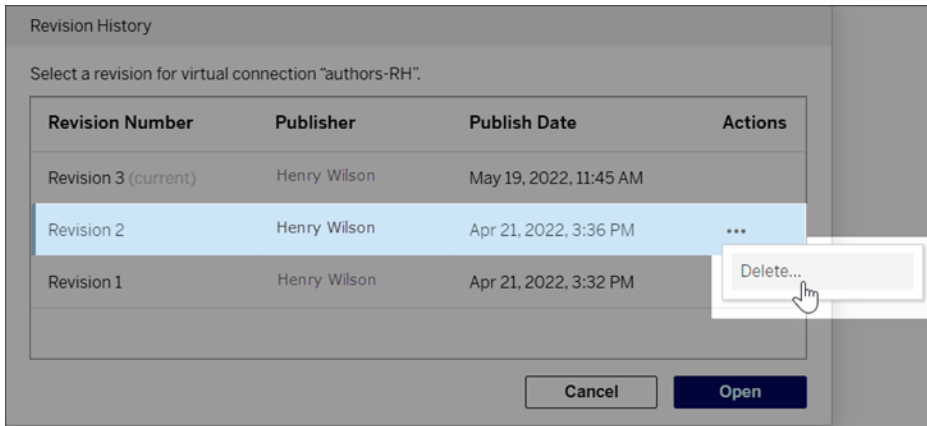 Revision History
Select a revision for virtual connection “authors-RH”.
Revision Number Publisher Publish Date Actions
Revision 3 (current) Henry Wilson May 19, 2022, 11:45 AM
Revision 2 Henry Wilson Apr 21, 2022, 3:36 PM •••
Delete...
Revision 1 Henry Wilson Apr 21, 2022, 3:32 PM
Cancel Open